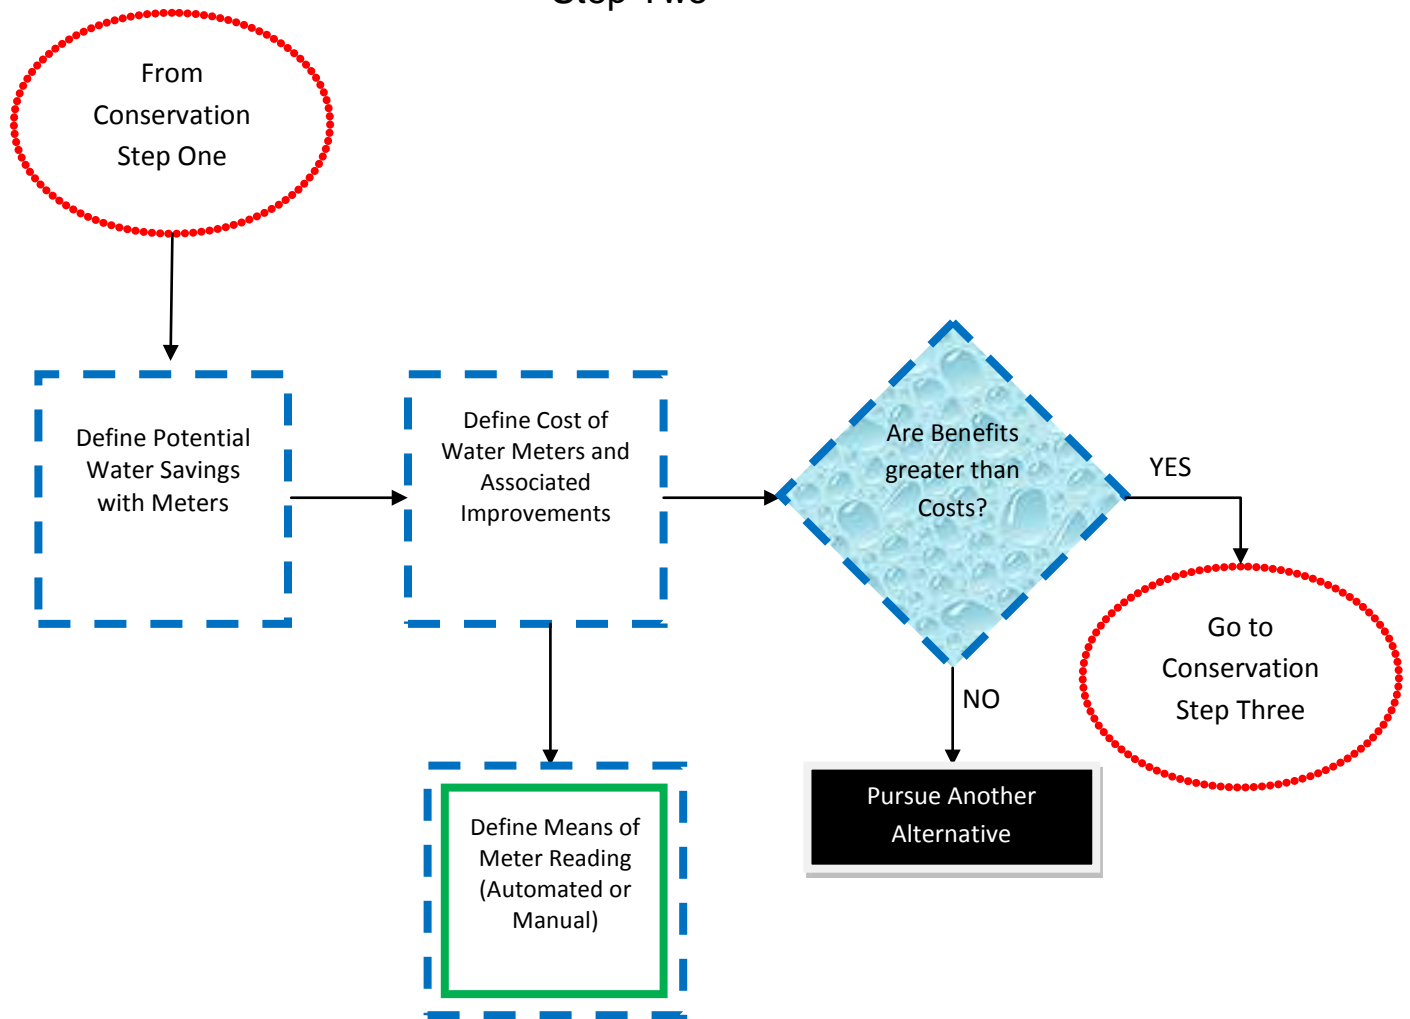 Step Two
From
Conservation
Step One
Define Potential
Water Savings
with Meters
Define Cost of
Water Meters and
Associated
Improvements
Are Benefits
greater than
Costs?
YES
NO
Go to
Conservation
Step Three
Pursue Another
Alternative
Define Means of
Meter Reading
(Automated or
Manual)